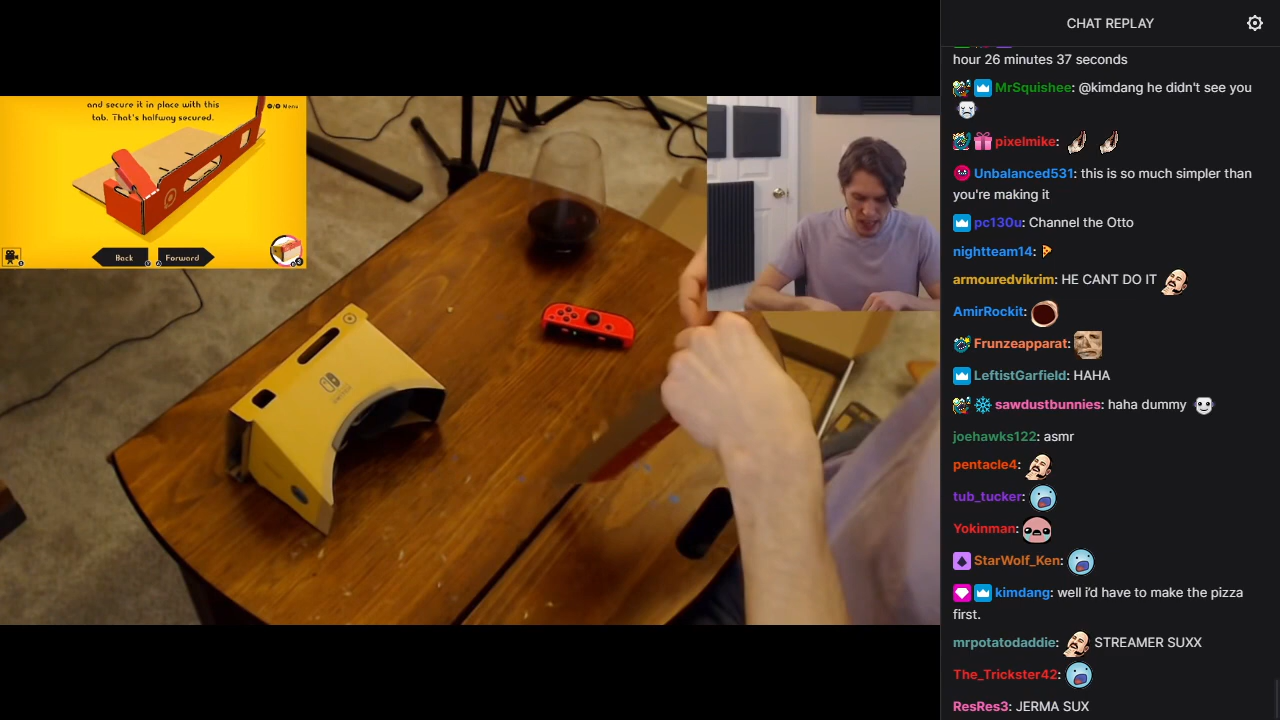 CHAT REPLAY
and secure it in place with this
tab. That's halfway secured.
Menu
Back
Forward
hour 26 minutes 37 seconds
MrSquishee: @kimdang he didn't see you
pixelmike:
Unbalanced531: this is so much simpler than
you're making it
pc130u: Channel the Otto
nightteam14:
armouredvikrim: HE CANT DO IT
AmirRockit:
Frunzeapparat:
LeftistGarfield: HAHA
sawdustbunnies: haha dummy
joehawks122: asmr
pentacle4:
tub_tucker:
Yokinman:
StarWolf_Ken:
kimdang: well i'd have to make the pizza
first.
mrpotatodaddie: STREAMER SUXX
The_Trickster42:
ResRes3: JERMA SUX